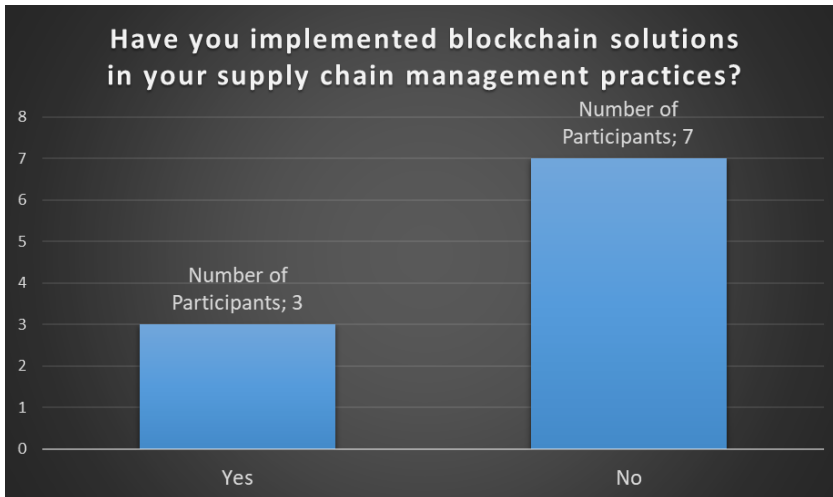 Have you implemented blockchain solutions
in your supply chain management practices?
8
7
6
5
4
3
2
1
0
Number of
Participants; 3
Number of
Participants; 7
Yes
No